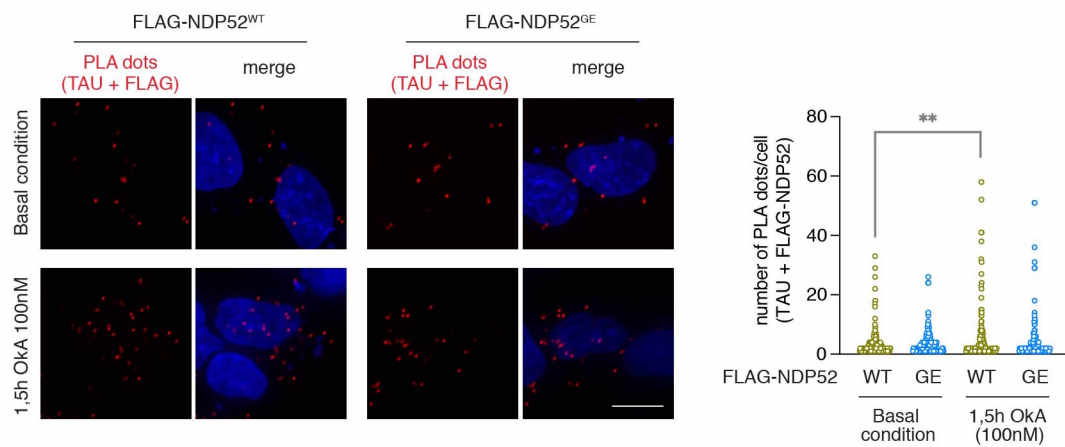 FLAG-NDP52WT
FLAG-NDP52GE
PLA dots
(TAU + FLAG)
merge
PLA dots
(TAU + FLAG)
merge
Basal condition
1,5h OkA 100nM
number of PLA dots/cell
(TAU + FLAG-NDP52)
80
60
40
20
0
**
FLAG-NDP52 WT GE WT GE
Basal
condition
1,5h OkA
(100nM)